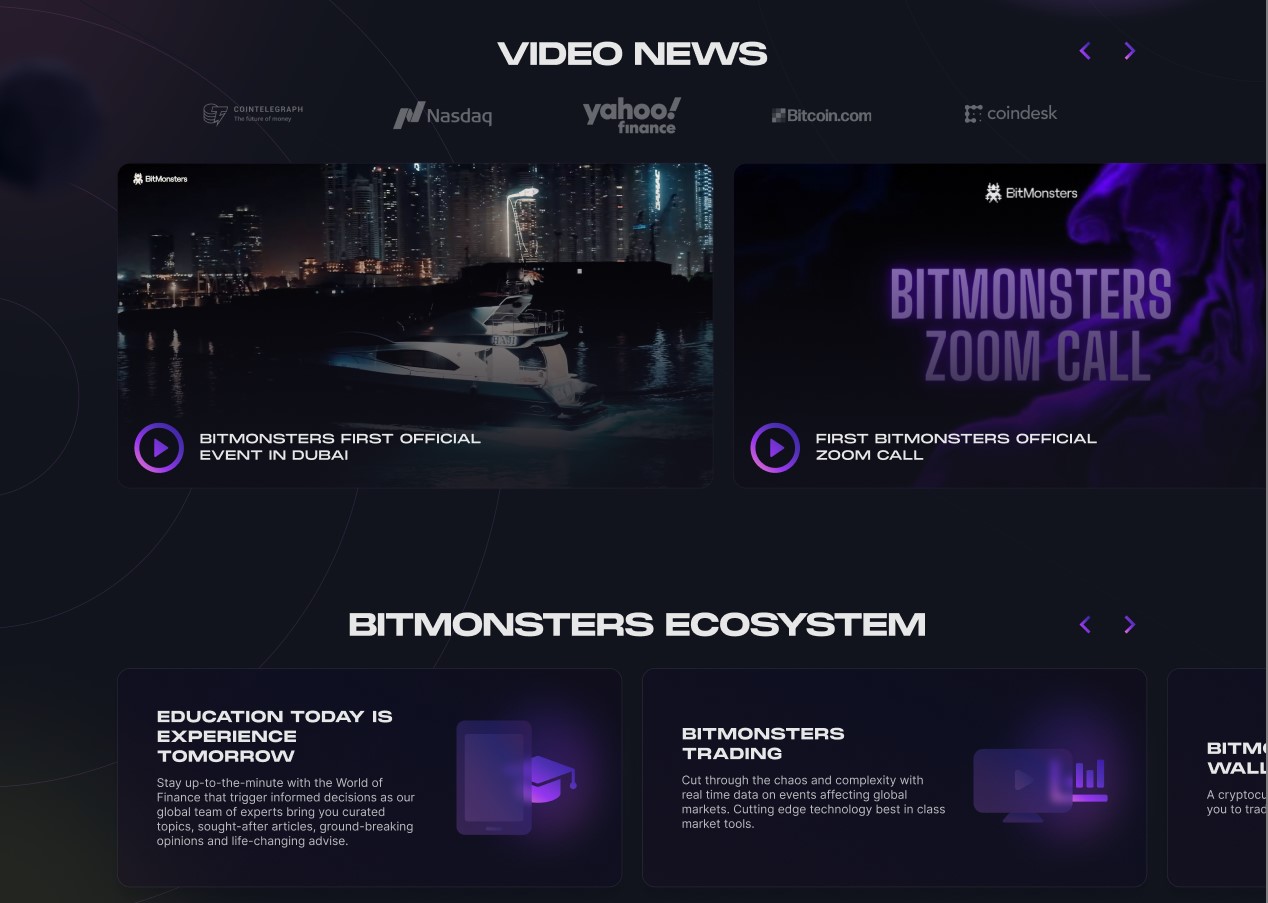 VIDEO NEWS
COINTELEGRAPH
The future of money
Nasdaq
yahoo!
finance
Bitcoin.com
coindesk
BitMonsters
BITMONSTERS FIRST OFFICIAL
EVENT IN DUBAI
BitMonsters
BITMONSTERS
ZOOM CALL
FIRST BITMONSTERS OFFICIAL
ZOOM CALL
BITMONSTERS ECOSYSTEM
EDUCATION TODAY IS
EXPERIENCE
TOMORROW
Stay up-to-the-minute with the World of
Finance that trigger informed decisions as our
global team of experts bring you curated
topics, sought-after articles, ground-breaking
opinions and life-changing advise.
BITMONSTERS
TRADING
Cut through the chaos and complexity with
real time data on events affecting global
markets. Cutting edge technology best in class
market tools.
BITM
WALL
A cryptocu
you to trad